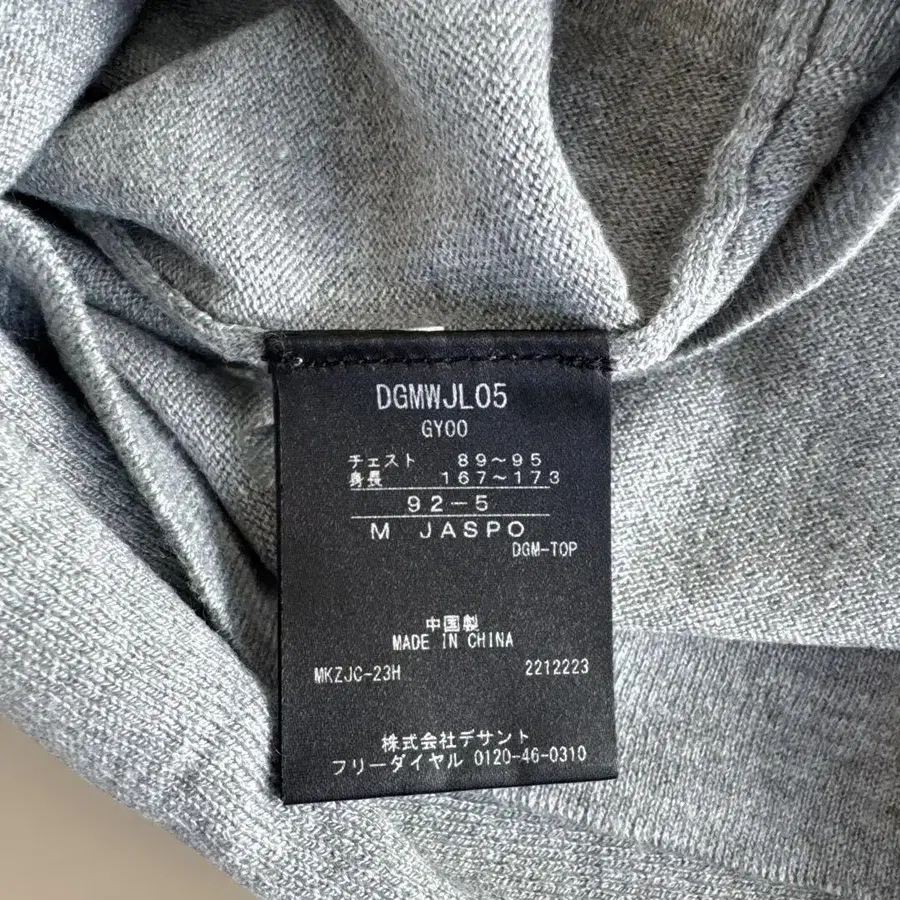 DGMWJL05
GY00
チェスト 89~95
身長 167~173
92-5
M JASPO
DGM-TOP
中国製
MADE IN CHINA
MKZJC-23H 2212223
株式会社デサント
フリーダイヤル 0120-46-0310